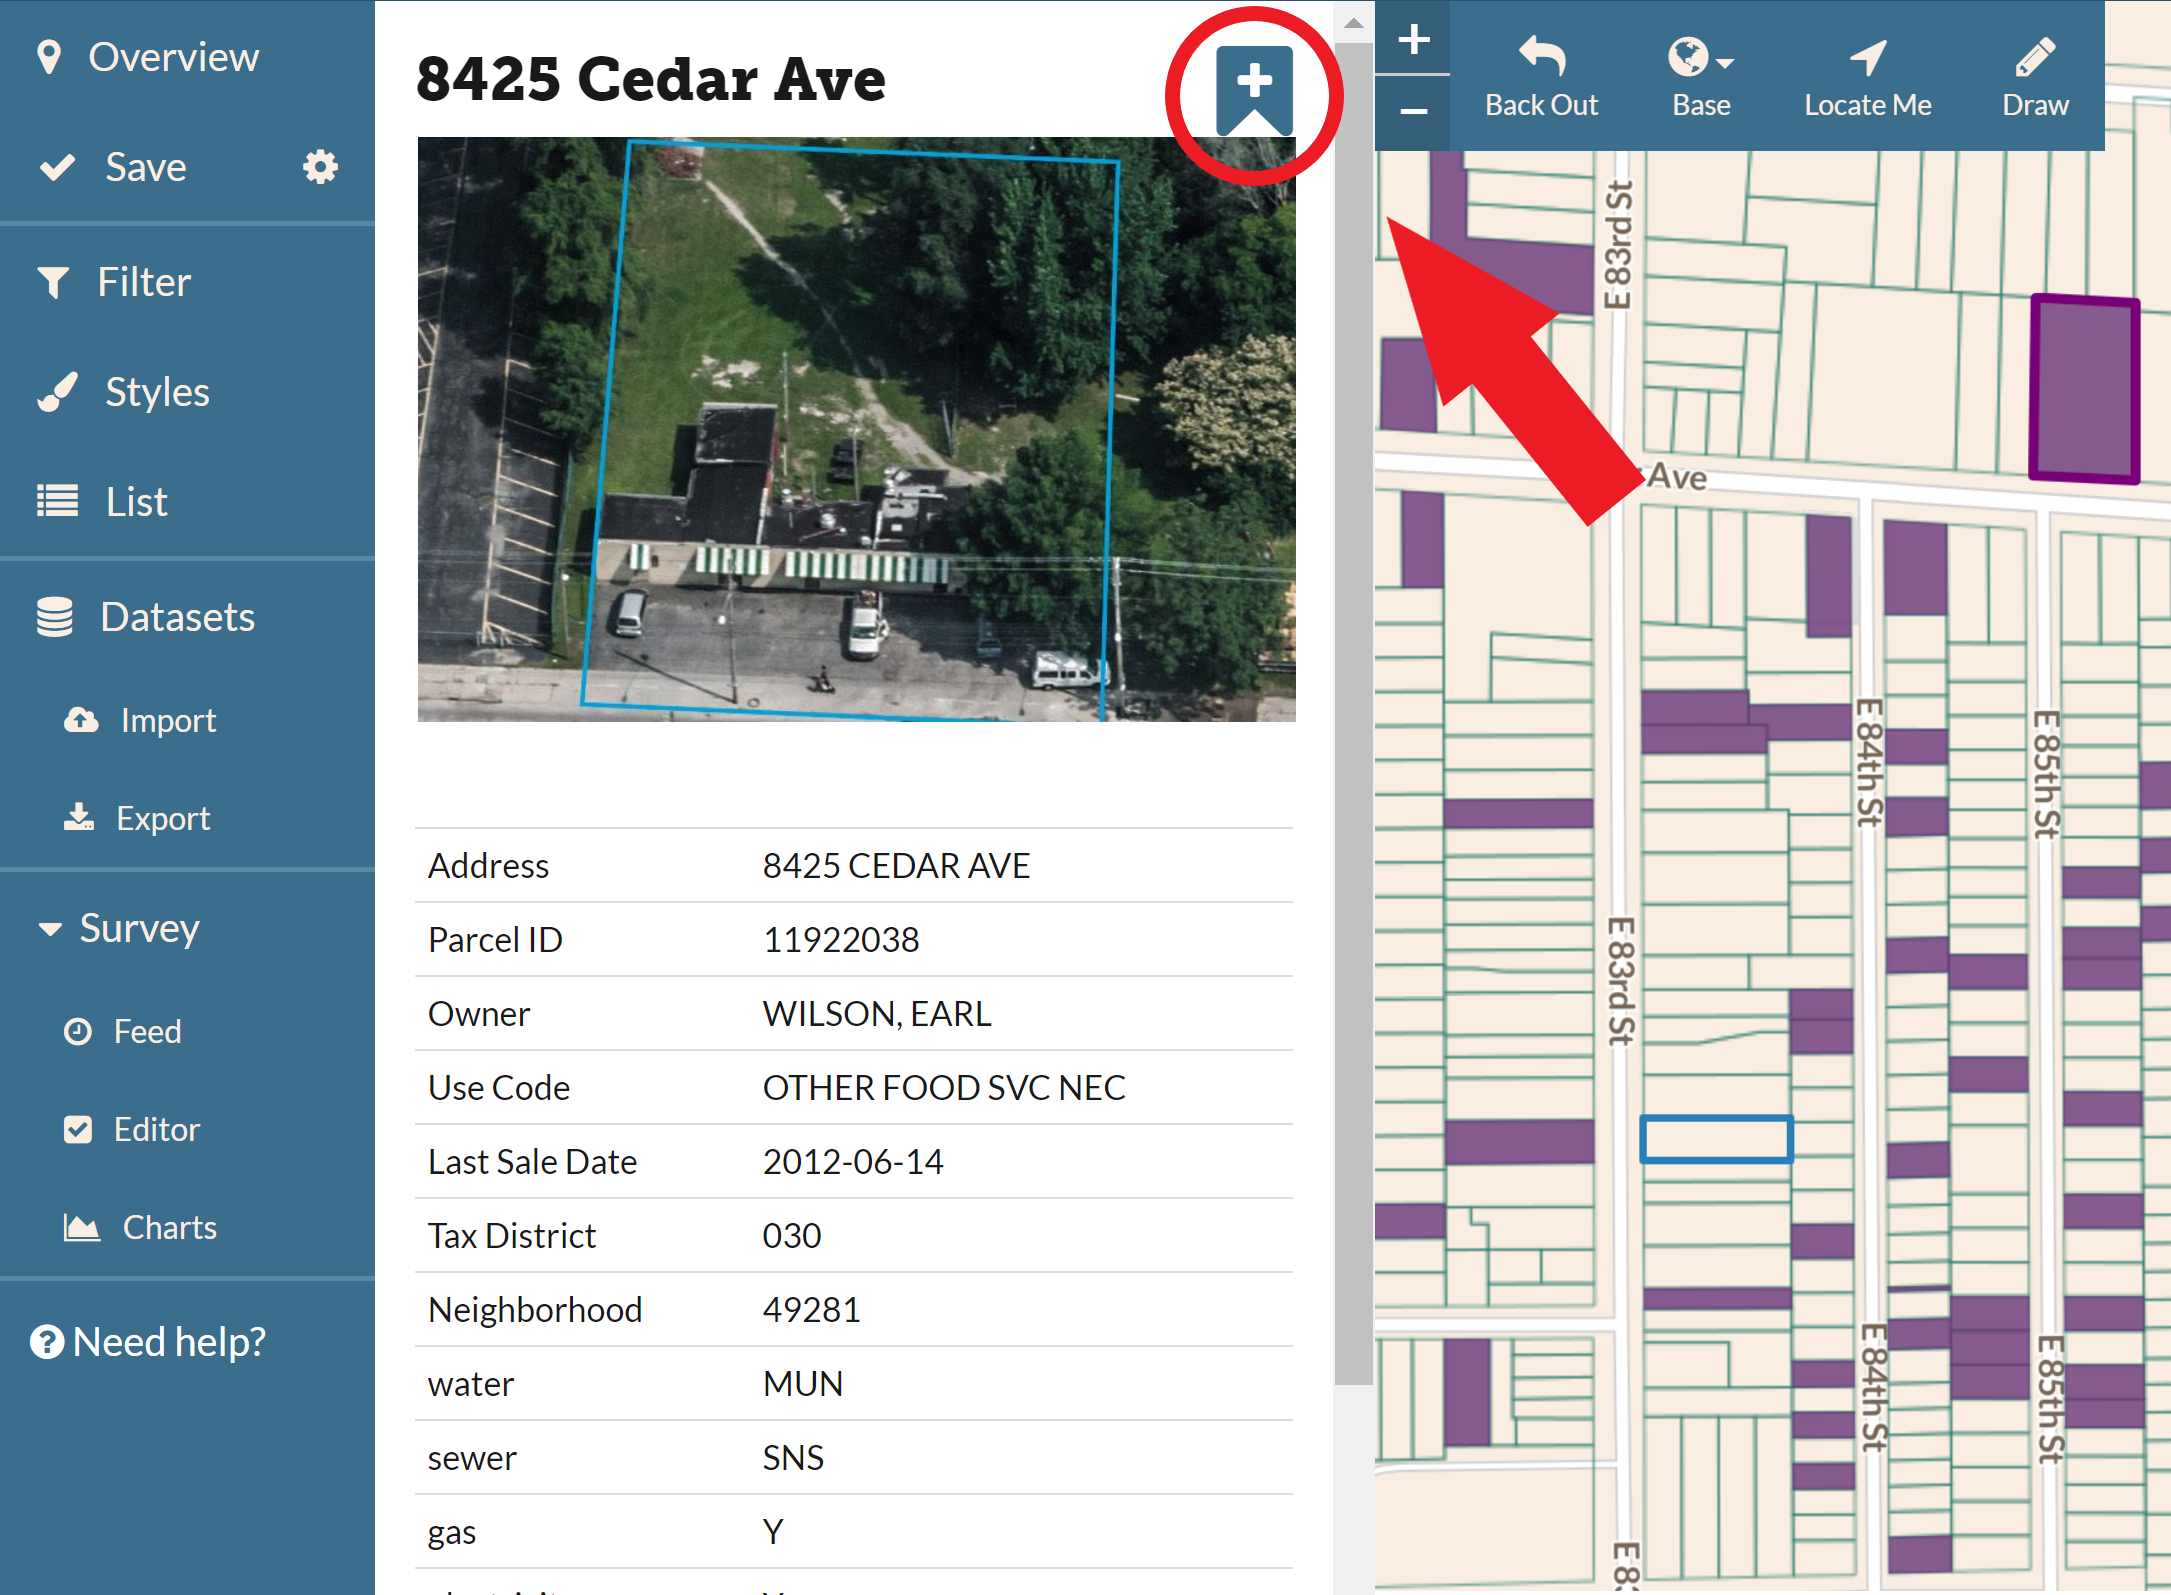 Overview
Save
Filter
Styles
List
Datasets
Import
Export
Survey
Feed
Editor
Charts
Need help?
8425 Cedar Ave
Address 8425 CEDAR AVE
Parcel ID 11922038
Owner WILSON, EARL
Use Code OTHER FOOD SVC NEC
Last Sale Date 2012-06-14
Tax District 030
Neighborhood 49281
water MUN
sewer SNS
gas Y
+
−
Back Out
Base
Locate Me
Draw
E 83rd St
Ave
E 84th St
E 85th St
E 83rd St
E 84th St
E 85th St
E 83